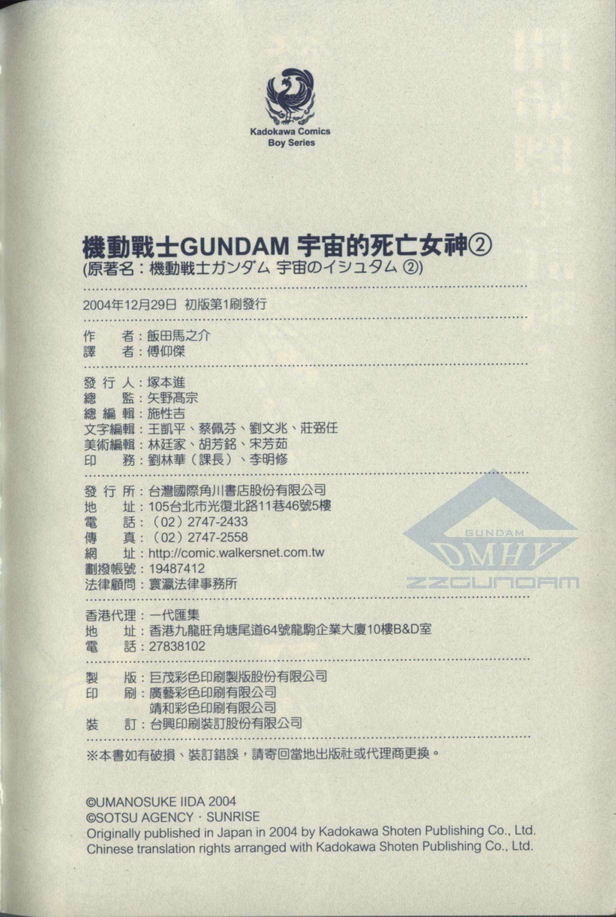 Kadokawa Comics
Boy Series
機動戰士GUNDAM 宇宙的死亡女神②
(原著名：機動戦士ガンダム 宇宙のイシュタム ②)
2004年12月29日 初版第1刷發行
作 者：飯田馬之介
譯 者：傅仰傑
發 行 人：塚本進
總 監：矢野髙宗
總 編 輯：施性吉
文字編輯：王凱平、蔡佩芬、劉文兆、莊弼任
美術編輯：林廷家、胡芳銘、宋芳茹
印 務：劉林華（課長）、李明修
發 行 所：台灣國際角川書店股份有限公司
地 址：105台北市光復北路11巷46號5樓
電 話：（02）2747-2433
傳 真：（02）2747-2558
網 址：http://comic.walkersnet.com.tw
劃撥帳號：19487412
法律顧問：寰瀛法律事務所
GUNDAM
DMHY
ZZGUNDAM
香港代理：一代匯集
地 址：香港九龍旺角塘尾道64號龍駒企業大廈10樓B&D室
電 話：27838102
製 版：巨茂彩色印刷製版股份有限公司
印 刷：廣藝彩色印刷有限公司
靖和彩色印刷有限公司
裝 訂：台興印刷裝訂股份有限公司
※本書如有破損、裝訂錯誤，請寄回當地出版社或代理商更換。
©UMANOSUKE IIDA 2004
©SOTSU AGENCY · SUNRISE
Originally published in Japan in 2004 by Kadokawa Shoten Publishing Co., Ltd.
Chinese translation rights arranged with Kadokawa Shoten Publishing Co., Ltd.